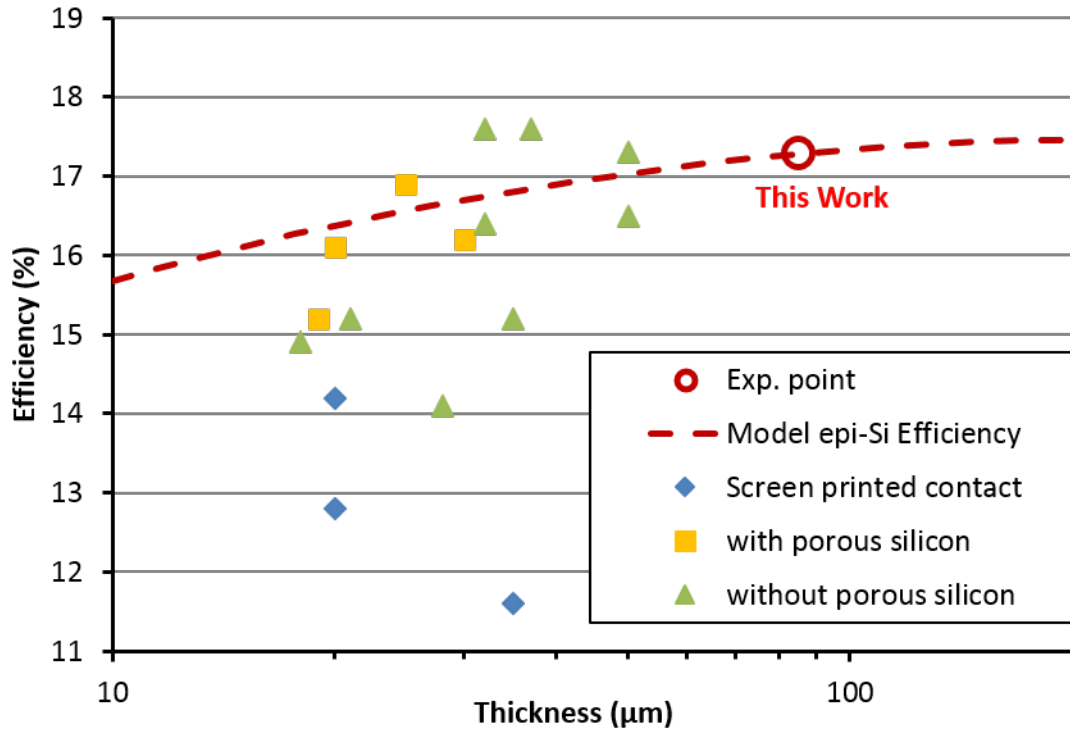 19
18
17
16
15
14
13
12
11
Efficiency (%)
This Work
Exp. point
Model epi-Si Efficiency
Screen printed contact
with porous silicon
without porous silicon
10
100
Thickness (µm)